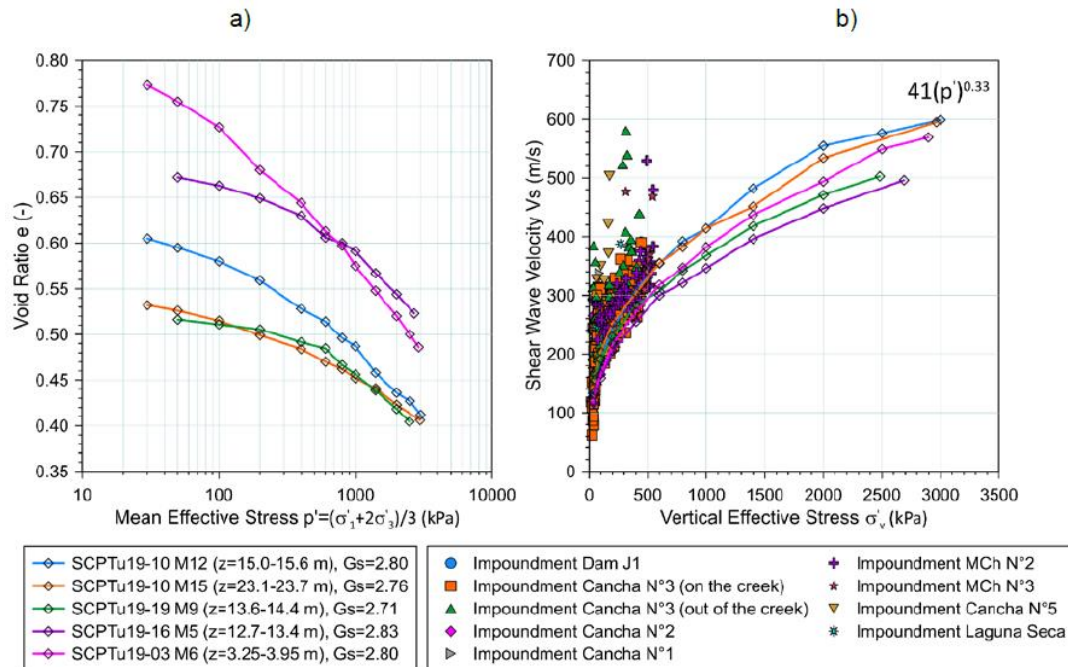 a)
b)
0.80
0.75
0.70
0.65
0.60
0.55
0.50
0.45
0.40
0.35
Void Ratio e (-)
10
100
1000
10000
Mean Effective Stress p'=(σ'1+2σ'3)/3 (kPa)
700
600
500
400
300
200
100
0
Shear Wave Velocity Vs (m/s)
41(p')^0.33
0
500
1000
1500
2000
2500
3000
3500
Vertical Effective Stress σ'v (kPa)
SCPTu19-10 M12 (z=15.0-15.6 m), Gs=2.80
SCPTu19-10 M15 (z=23.1-23.7 m), Gs=2.76
SCPTu19-19 M9 (z=13.6-14.4 m), Gs=2.71
SCPTu19-16 M5 (z=12.7-13.4 m), Gs=2.83
SCPTu19-03 M6 (z=3.25-3.95 m), Gs=2.80
Impoundment Dam J1
Impoundment Cancha N°3 (on the creek)
Impoundment Cancha N°3 (out of the creek)
Impoundment Cancha N°2
Impoundment Cancha N°1
Impoundment MCh N°2
Impoundment MCh N°3
Impoundment Cancha N°5
Impoundment Laguna Seca